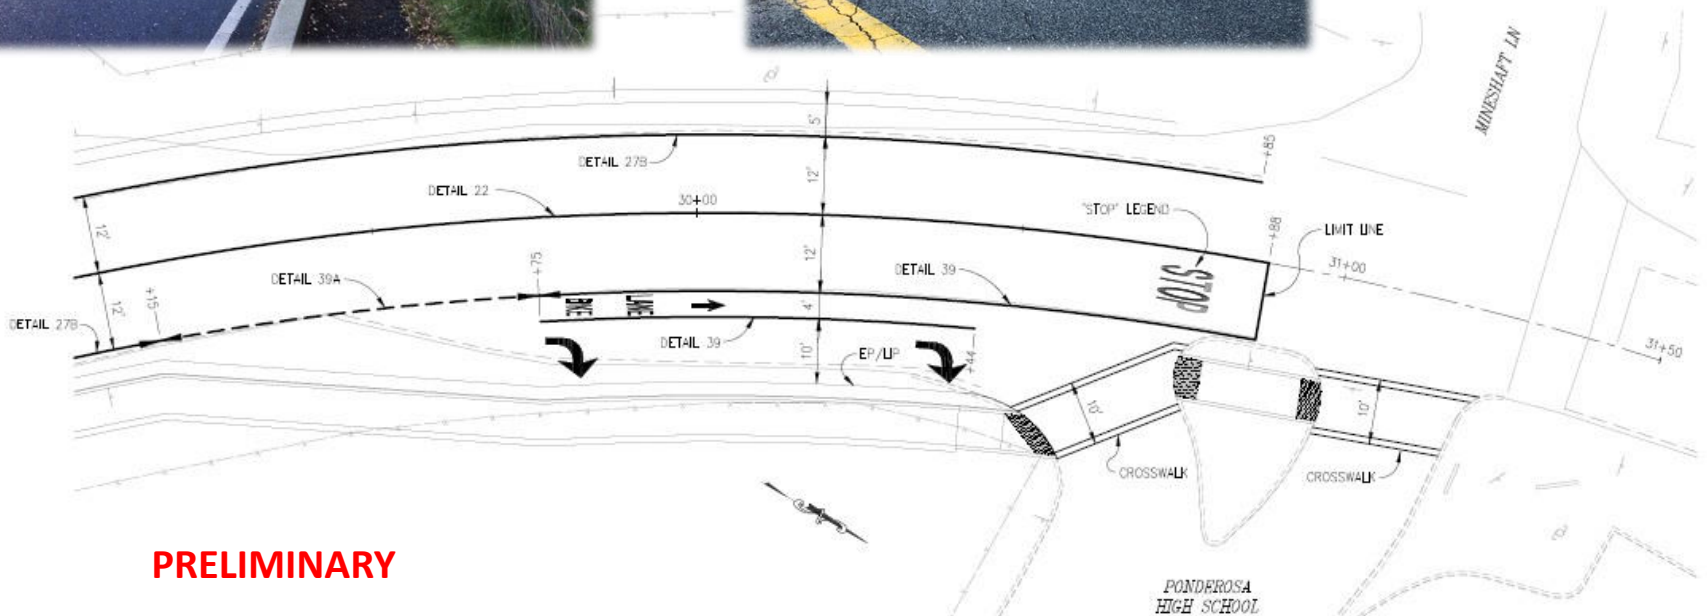 MINESHAFT LN
5'
+85
DETAIL 27B
12'
DETAIL 22
30+00
"STOP" LEGEND
+88
LIMIT LINE
12'
12'
31+00
DETAIL 39A
+75
DETAIL 39
STOP
+15
BIKE
LANE
4'
12'
DETAIL 27B
DETAIL 39
10'
EP/LIP
+44
31+50
10'
10'
CROSSWALK
CROSSWALK
PRELIMINARY
PONDEROSA
HIGH SCHOOL